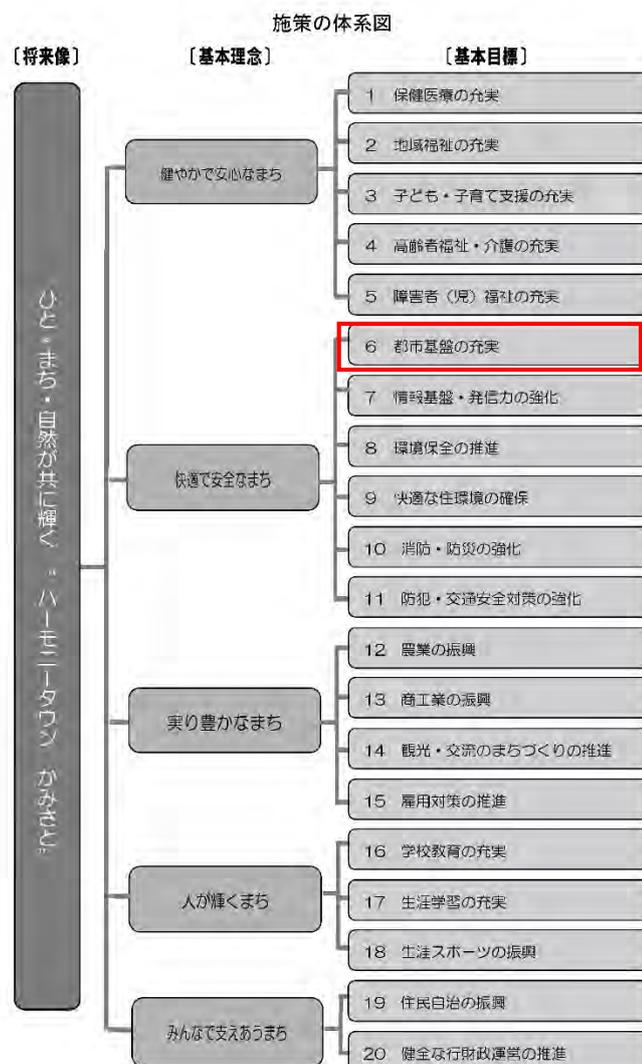 施策の体系図
〔将来像〕
〔基本理念〕
〔基本目標〕
ひと・まち・自然が共に輝く “ハーモニータウン かみさと”
健やかで安心なまち
1 保健医療の充実
2 地域福祉の充実
3 子ども・子育て支援の充実
4 高齢者福祉・介護の充実
5 障害者（児）福祉の充実
快適で安全なまち
6 都市基盤の充実
7 情報基盤・発信力の強化
8 環境保全の推進
9 快適な住環境の確保
10 消防・防災の強化
11 防犯・交通安全対策の強化
実り豊かなまち
12 農業の振興
13 商工業の振興
14 観光・交流のまちづくりの推進
15 雇用対策の推進
人が輝くまち
16 学校教育の充実
17 生涯学習の充実
18 生涯スポーツの振興
みんなで支えあうまち
19 住民自治の振興
20 健全な行財政運営の推進